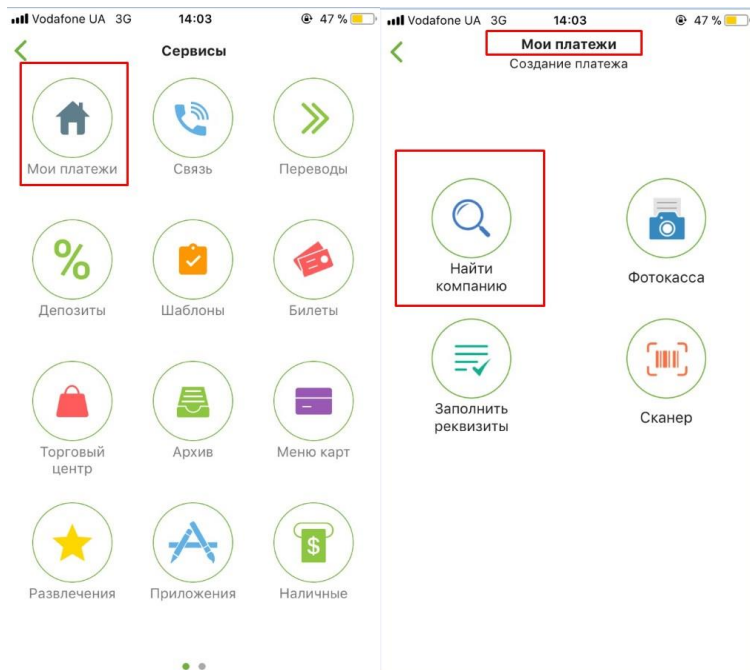 Vodafone UA 3G 14:03 47 %
Сервисы
Мои платежи
Связь
Переводы
Депозиты
Шаблоны
Билеты
Торговый
центр
Архив
Меню карт
Развлечения
Приложения
Наличные
Vodafone UA 3G 14:03 47 %
Мои платежи
Создание платежа
Найти
компанию
Фотокасса
Заполнить
реквизиты
Сканер